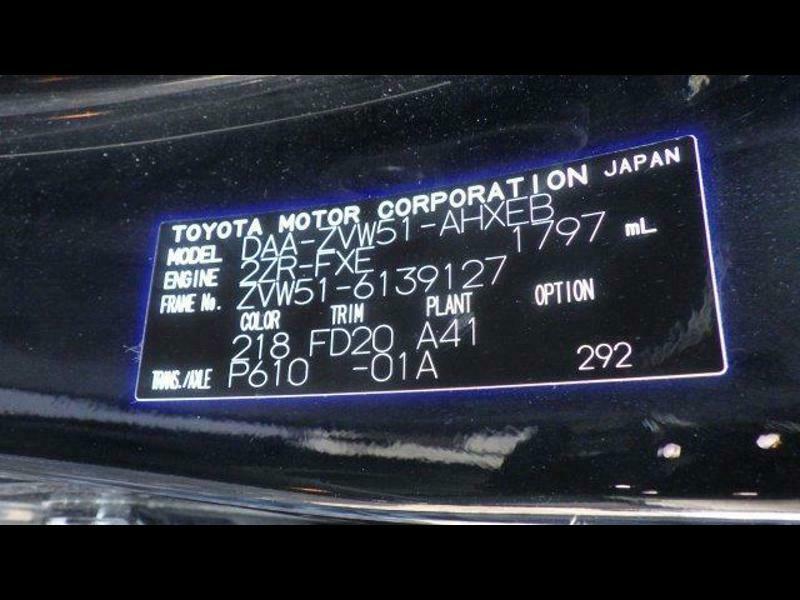 TOYOTA MOTOR CORPORATION JAPAN
MODEL DAA-ZVW51-AHXEB
ENGINE 2ZR-FXE 1797 mL
FRAME No. ZVW51-6139127
COLOR TRIM PLANT OPTION
218 FD20 A41
TRANS./AXLE P610 -01A 292